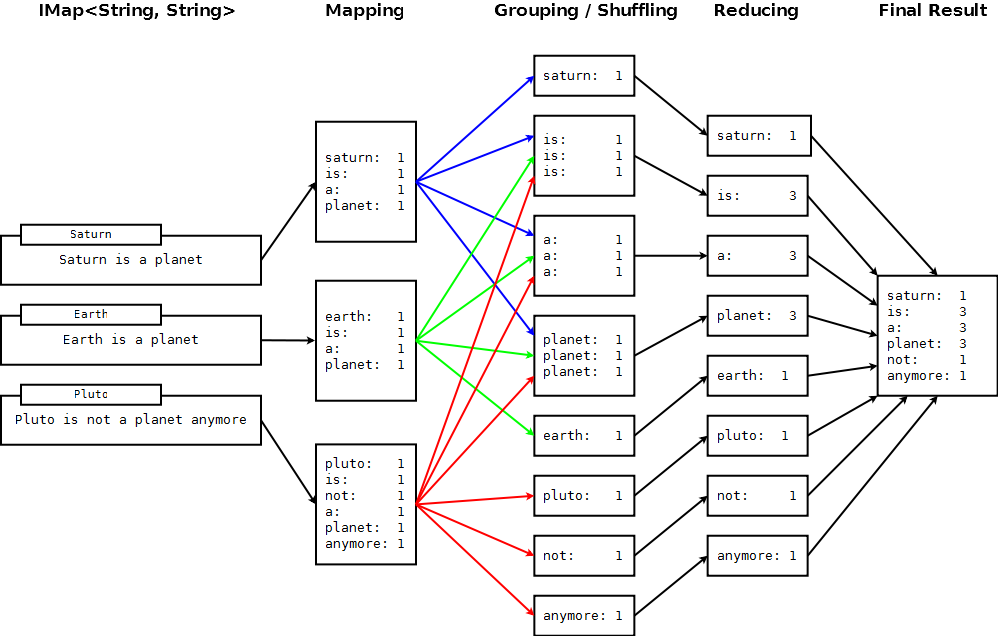 IMap<String, String>
Mapping
Grouping / Shuffling
Reducing
Final Result
Saturn
Saturn is a planet
Earth
Earth is a planet
Pluto
Pluto is not a planet anymore
saturn: 1
is: 1
a: 1
planet: 1
earth: 1
is: 1
a: 1
planet: 1
pluto: 1
is: 1
not: 1
a: 1
planet: 1
anymore: 1
saturn: 1
is: 1
is: 1
is: 1
a: 1
a: 1
a: 1
planet: 1
planet: 1
planet: 1
earth: 1
pluto: 1
not: 1
anymore: 1
saturn: 1
is: 3
a: 3
planet: 3
earth: 1
pluto: 1
not: 1
anymore: 1
saturn: 1
is: 3
a: 3
planet: 3
not: 1
anymore: 1